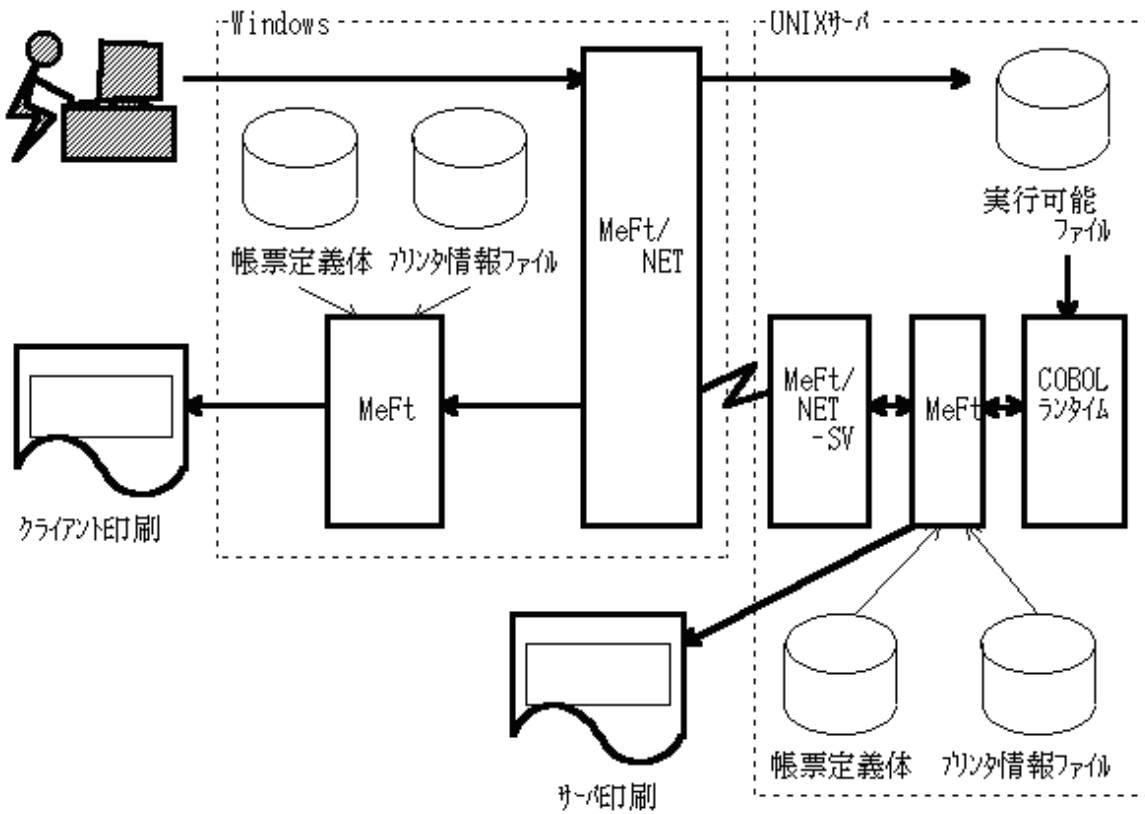 Windows
UNIXサーバ
MeFt/
NET
帳票定義体
プリンタ情報ファイル
実行可能
ファイル
MeFt
MeFt/
NET
-SV
MeFt
COBOL
ランタイム
クライアント印刷
サーバ印刷
帳票定義体
プリンタ情報ファイル